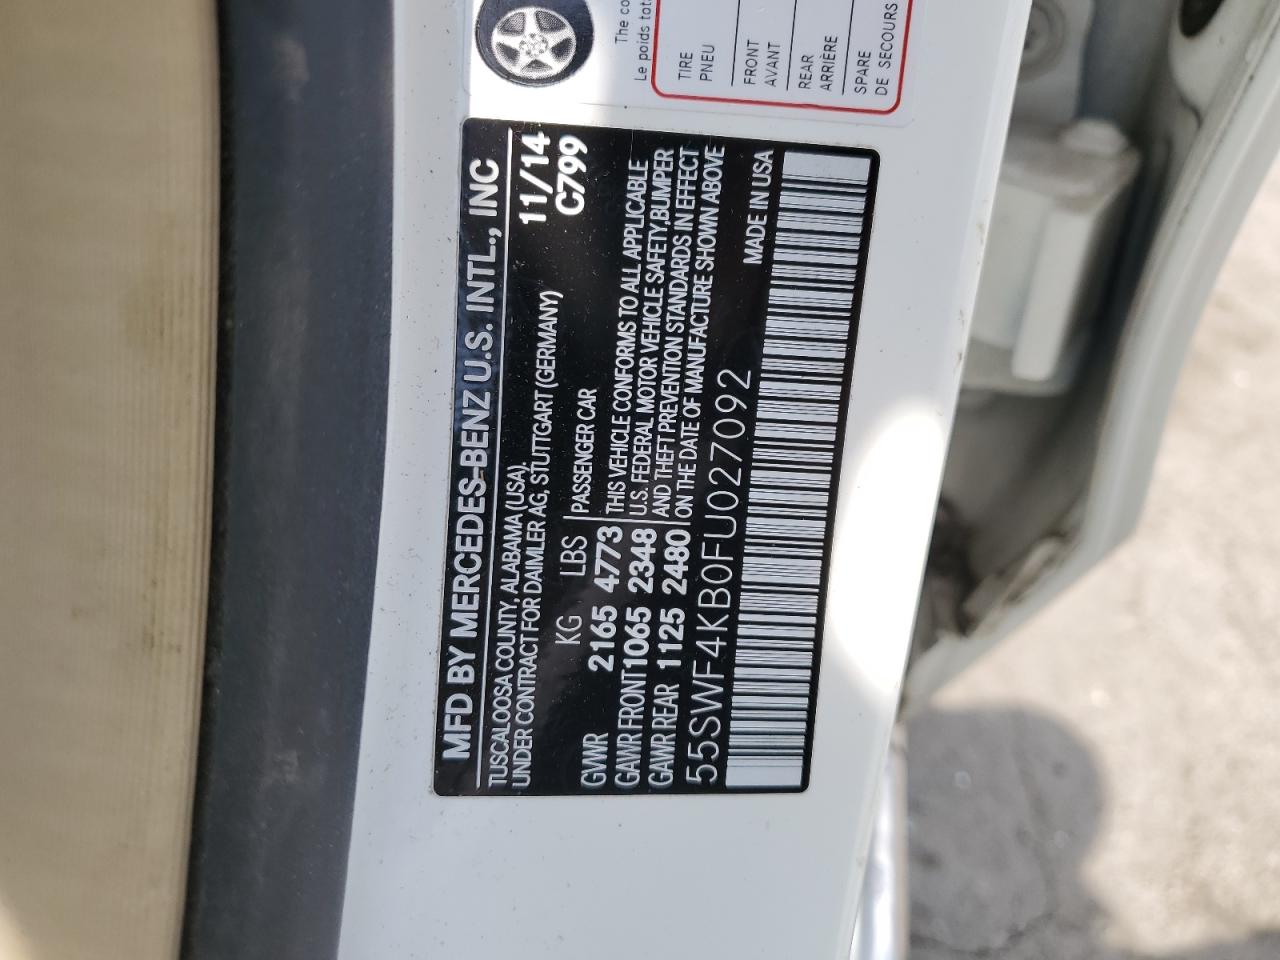 The co
Le poids tot
TIRE
PNEU
FRONT
AVANT
REAR
ARRIÈRE
SPARE
DE SECOURS
MFD BY MERCEDES-BENZ U.S. INTL., INC
TUSCALOOSA COUNTY, ALABAMA (USA), 11/14
UNDER CONTRACT FOR DAIMLER AG, STUTTGART (GERMANY) C799
KG LBS PASSENGER CAR
GVWR 2165 4773 THIS VEHICLE CONFORMS TO ALL APPLICABLE
GAWR FRONT 1065 2348 U.S. FEDERAL MOTOR VEHICLE SAFETY,BUMPER
GAWR REAR 1125 2480 AND THEFT PREVENTION STANDARDS IN EFFECT
ON THE DATE OF MANUFACTURE SHOWN ABOVE
55SWF4KB0FU027092 MADE IN USA